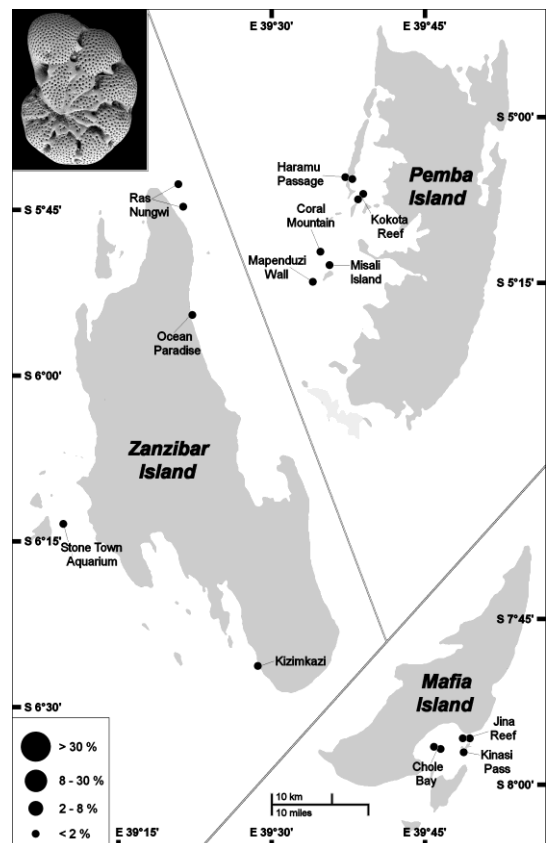 E 39°30'
E 39°45'
S 5°00'
Haramu
Passage
Pemba
Island
Ras
Nungwi
S 5°45'
Coral
Mountain
Kokota
Reef
Mapenduzi
Wall
Misali
Island
S 5°15'
Ocean
Paradise
S 6°00'
Zanzibar
Island
S 6°15'
Stone Town
Aquarium
S 7°45'
Kizimkazi
Mafia
Island
S 6°30'
Jina
Reef
Chole
Bay
Kinasi
Pass
S 8°00'
> 30 %
8 - 30 %
2 - 8 %
< 2 %
10 km
10 miles
E 39°15'
E 39°30'
E 39°45'